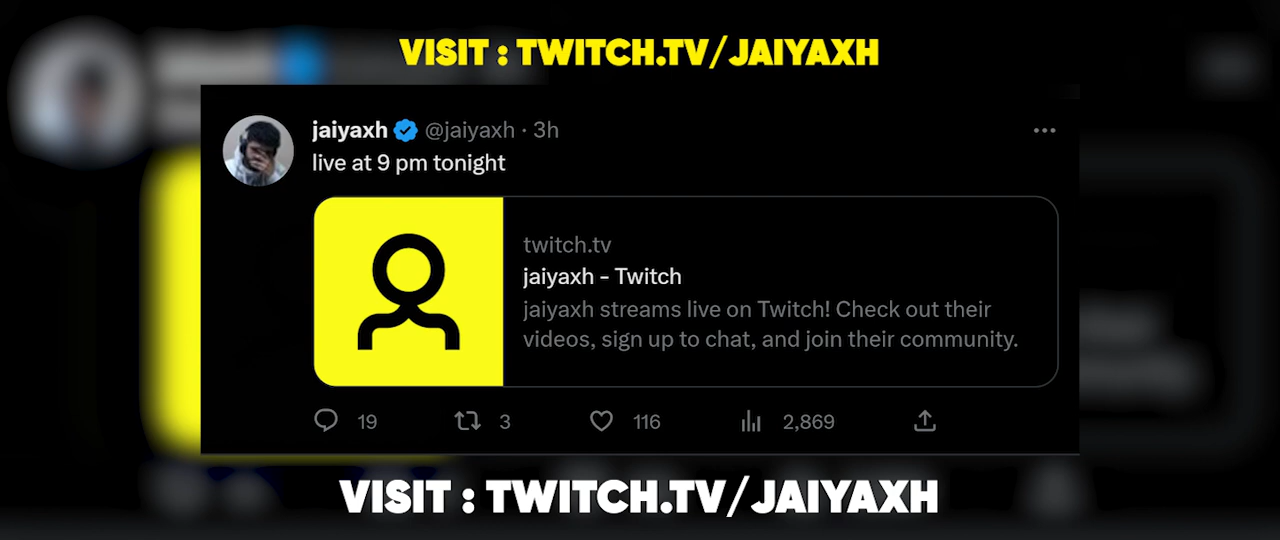 VISIT : TWITCH.TV/JAIYAXH
jaiyaxh @jaiyaxh · 3h
live at 9 pm tonight
twitch.tv
jaiyaxh - Twitch
jaiyaxh streams live on Twitch! Check out their
videos, sign up to chat, and join their community.
19 3 116 2,869
VISIT : TWITCH.TV/JAIYAXH